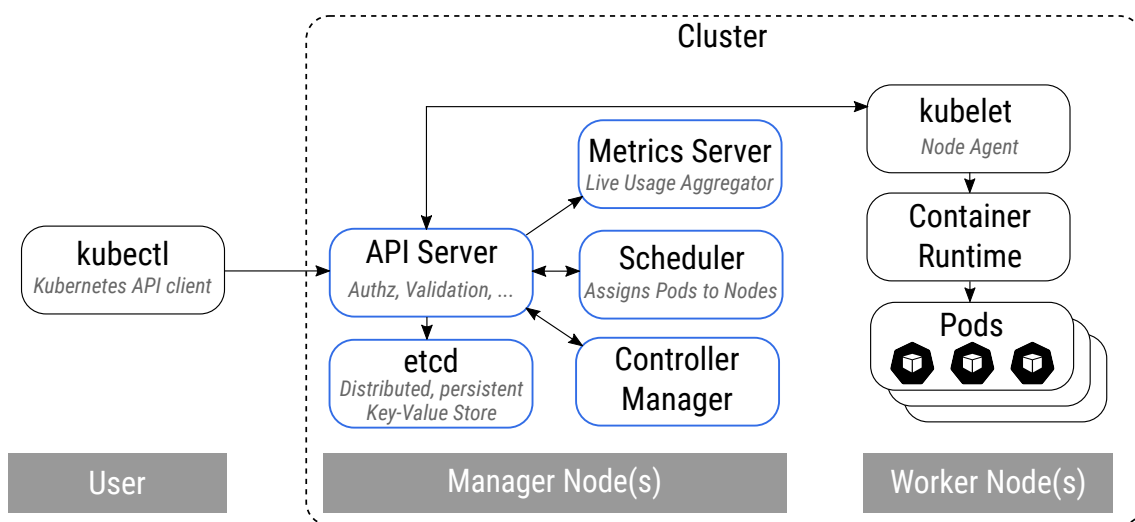 Cluster
kubectl
Kubernetes API client
API Server
Authz, Validation, ...
etcd
Distributed, persistent
Key-Value Store
Metrics Server
Live Usage Aggregator
Scheduler
Assigns Pods to Nodes
Controller
Manager
kubelet
Node Agent
Container
Runtime
Pods
User
Manager Node(s)
Worker Node(s)